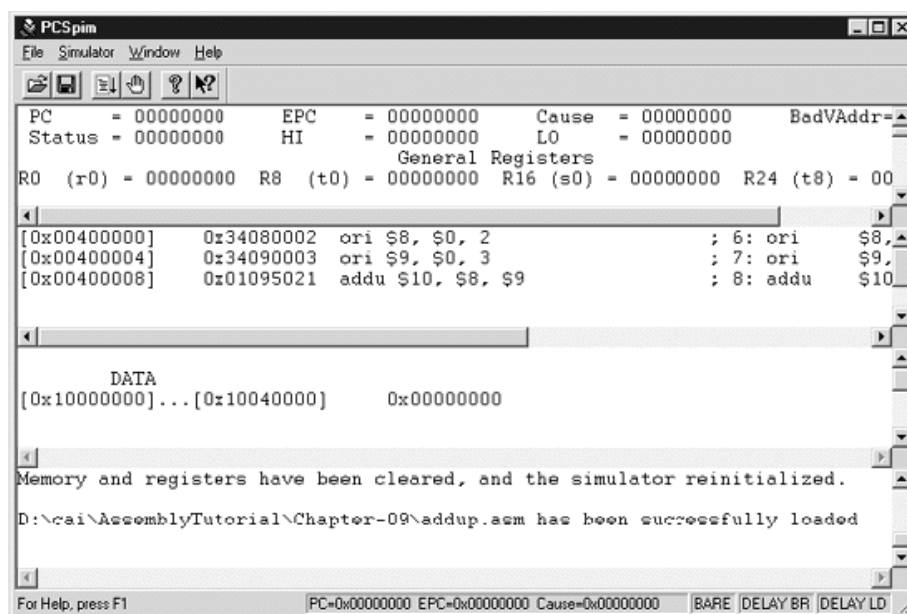 PCSpim
File Simulator Window Help
PC = 00000000 EPC = 00000000 Cause = 00000000 BadVAddr=
Status = 00000000 HI = 00000000 LO = 00000000
General Registers
R0 (r0) = 00000000 R8 (t0) = 00000000 R16 (s0) = 00000000 R24 (t8) = 00
[0x00400000] 0x34080002 ori $8, $0, 2 ; 6: ori $8,
[0x00400004] 0x34090003 ori $9, $0, 3 ; 7: ori $9,
[0x00400008] 0x01095021 addu $10, $8, $9 ; 8: addu $10
DATA
[0x10000000]...[0x10040000] 0x00000000
Memory and registers have been cleared, and the simulator reinitialized.
D:\cai\AssemblyTutorial\Chapter-09\addup.asm has been successfully loaded
For Help, press F1 PC=0x00000000 EPC=0x00000000 Cause=0x00000000 BARE DELAY BR DELAY LD